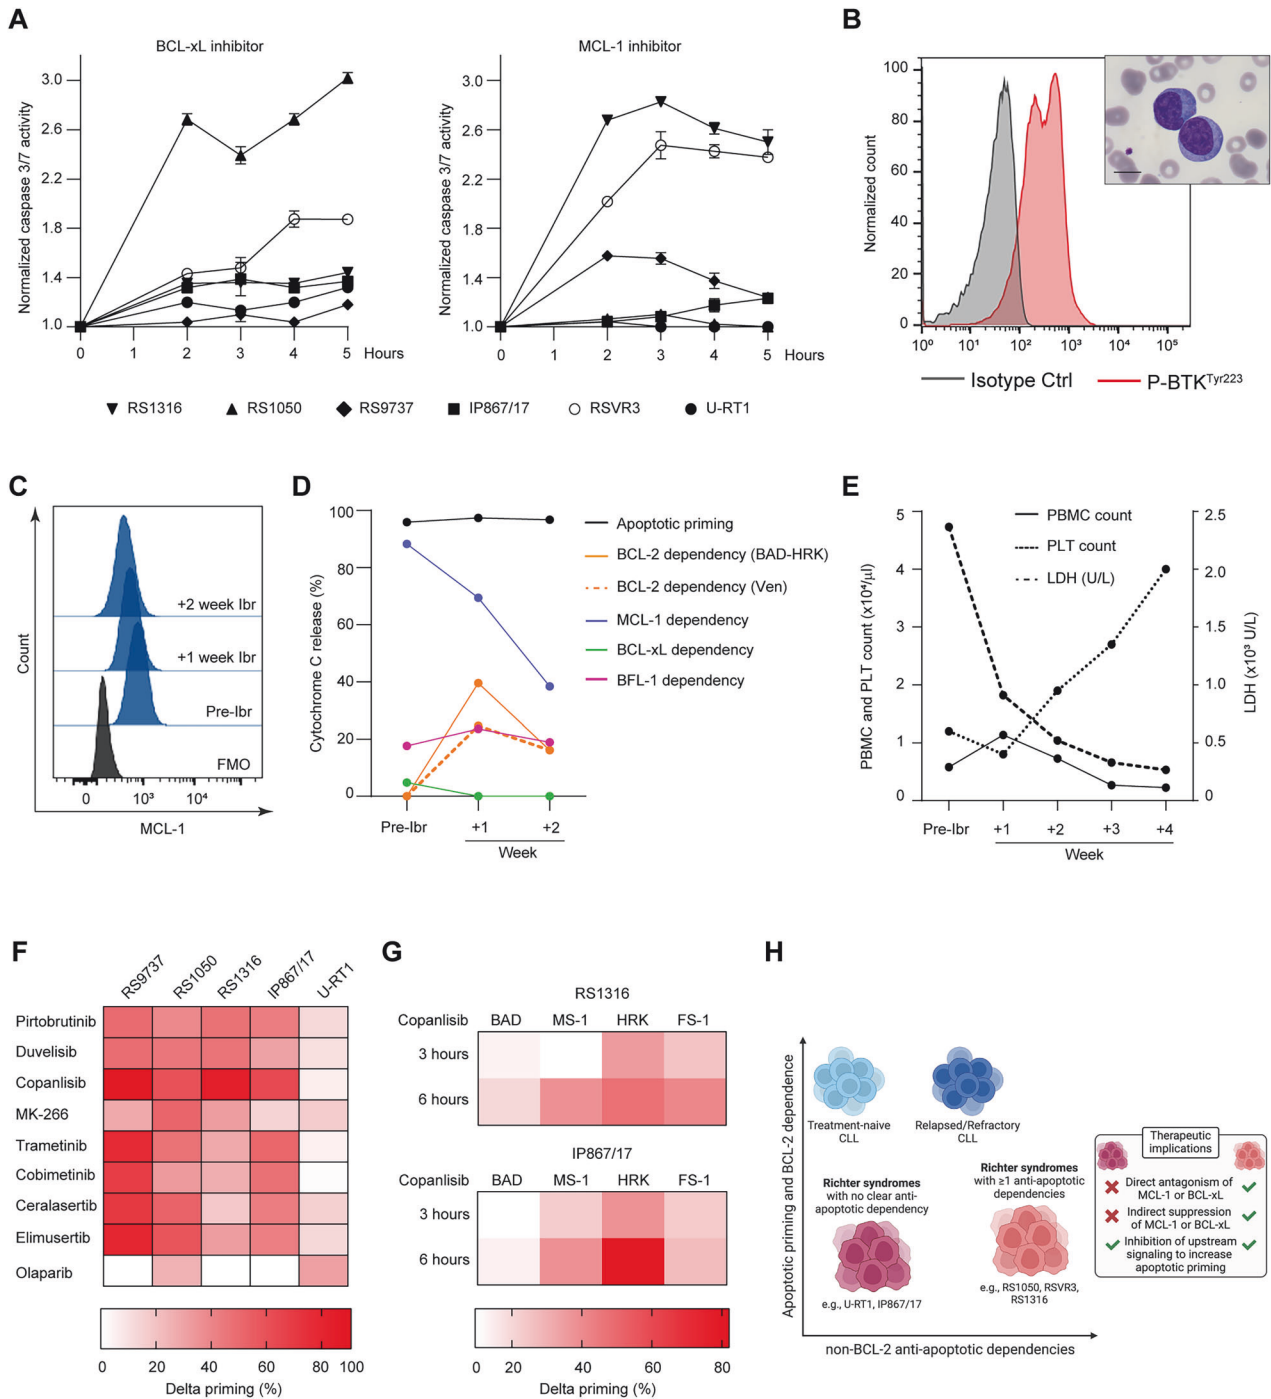 A
BCL-xL inhibitor
Normalized caspase 3/7 activity
3.0
2.6
2.2
1.8
1.4
1.0
0 1 2 3 4 5 Hours
MCL-1 inhibitor
Normalized caspase 3/7 activity
3.0
2.6
2.2
1.8
1.4
1.0
0 1 2 3 4 5 Hours
RS1316 RS1050 RS9737 IP867/17 RSVR3 U-RT1
B
Normalized count
100
80
60
40
20
0
10⁰ 10¹ 10² 10³ 10⁴ 10⁵
Isotype Ctrl P-BTKTyr223
C
Count
+2 week Ibr
+1 week Ibr
Pre-Ibr
FMO
0 10³ 10⁴
MCL-1
D
Cytochrome C release (%)
100
80
60
40
20
0
Pre-Ibr +1 +2
Week
Apoptotic priming
BCL-2 dependency (BAD-HRK)
BCL-2 dependency (Ven)
MCL-1 dependency
BCL-xL dependency
BFL-1 dependency
E
PBMC and PLT count (x10⁴/µl)
5
4
3
2
1
0
PBMC count
PLT count
LDH (U/L)
2.5
2.0
1.5
1.0
0.5
0
LDH (x10³ U/L)
Pre-Ibr +1 +2 +3 +4
Week
F
RS9737 RS1050 RS1316 IP867/17 U-RT1
Pirtobrutinib
Duvelisib
Copanlisib
MK-266
Trametinib
Cobimetinib
Ceralasertib
Elimusertib
Olaparib
0 20 40 60 80 100
Delta priming (%)
G
RS1316
Copanlisib BAD MS-1 HRK FS-1
3 hours
6 hours
IP867/17
Copanlisib BAD MS-1 HRK FS-1
3 hours
6 hours
0 20 40 60 80
Delta priming (%)
H
Apoptotic priming and BCL-2 dependence
Treatment-naive
CLL
Relapsed/Refractory
CLL
Richter syndromes
with no clear anti-
apoptotic dependency
e.g., U-RT1, IP867/17
Richter syndromes
with ≥1 anti-apoptotic
dependencies
e.g., RS1050, RSVR3,
RS1316
Therapeutic
implications
Direct antagonism of
MCL-1 or BCL-xL
Indirect suppression
of MCL-1 or BCL-xL
Inhibition of upstream
signaling to increase
apoptotic priming
non-BCL-2 anti-apoptotic dependencies